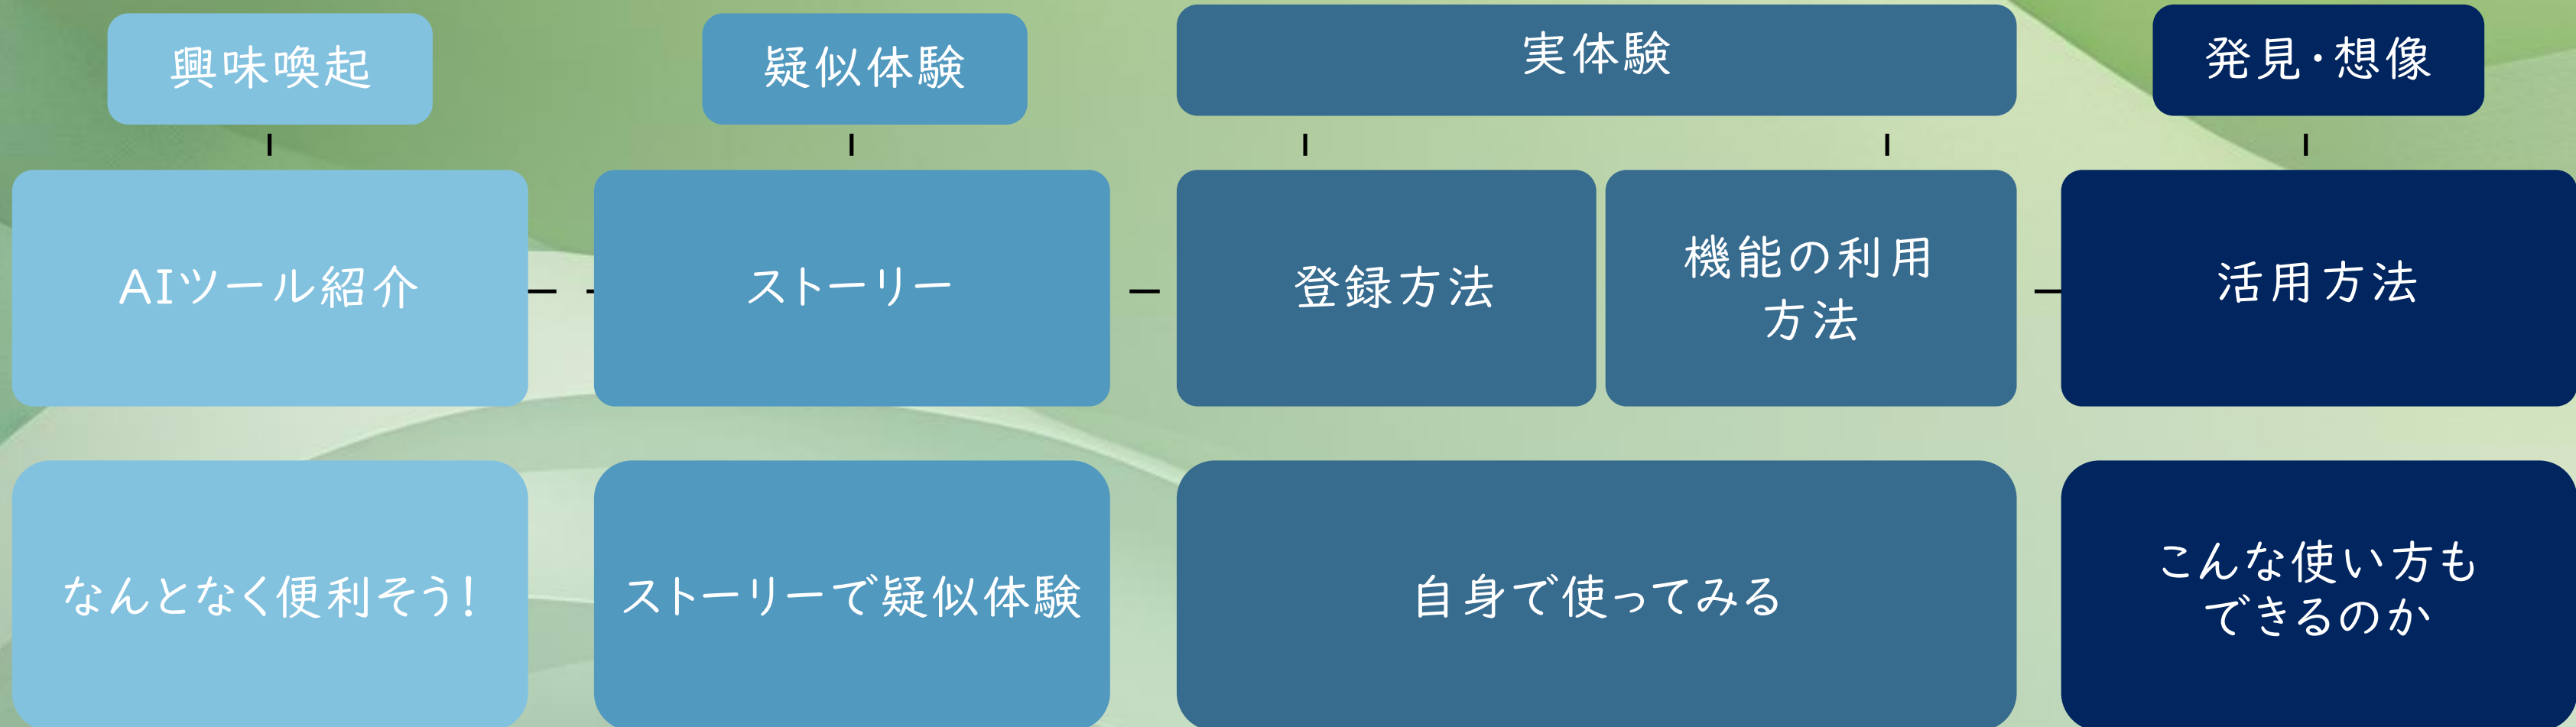 興味喚起
疑似体験
実体験
発見・想像
AIツール紹介
ストーリー
登録方法
機能の利用
方法
活用方法
なんとなく便利そう!
ストーリーで疑似体験
自身で使ってみる
こんな使い方も
できるのか